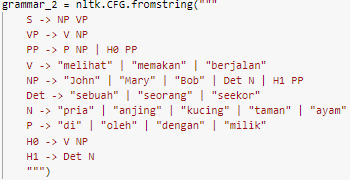 grammar_2 = nltk.CFG.fromstring("""
S -> NP VP
VP -> V NP
PP -> P NP | H0 PP
V -> "melihat" | "memakan" | "berjalan"
NP -> "John" | "Mary" | "Bob" | Det N | H1 PP
Det -> "sebuah" | "seorang" | "seekor"
N -> "pria" | "anjing" | "kucing" | "taman" | "ayam"
P -> "di" | "oleh" | "dengan" | "milik"
H0 -> V NP
H1 -> Det N
""")